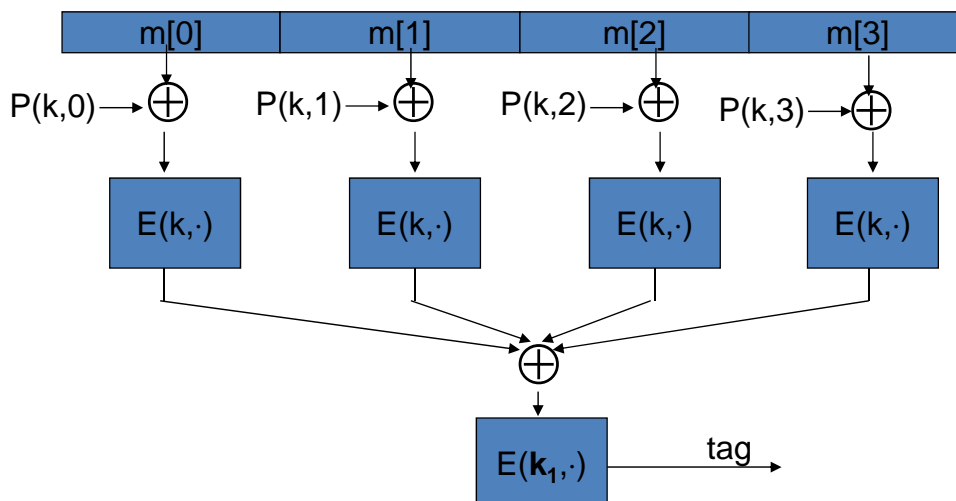 m[0] m[1] m[2] m[3]
P(k,0) P(k,1) P(k,2) P(k,3)
E(k,·) E(k,·) E(k,·) E(k,·)
tag
E(k₁,·)